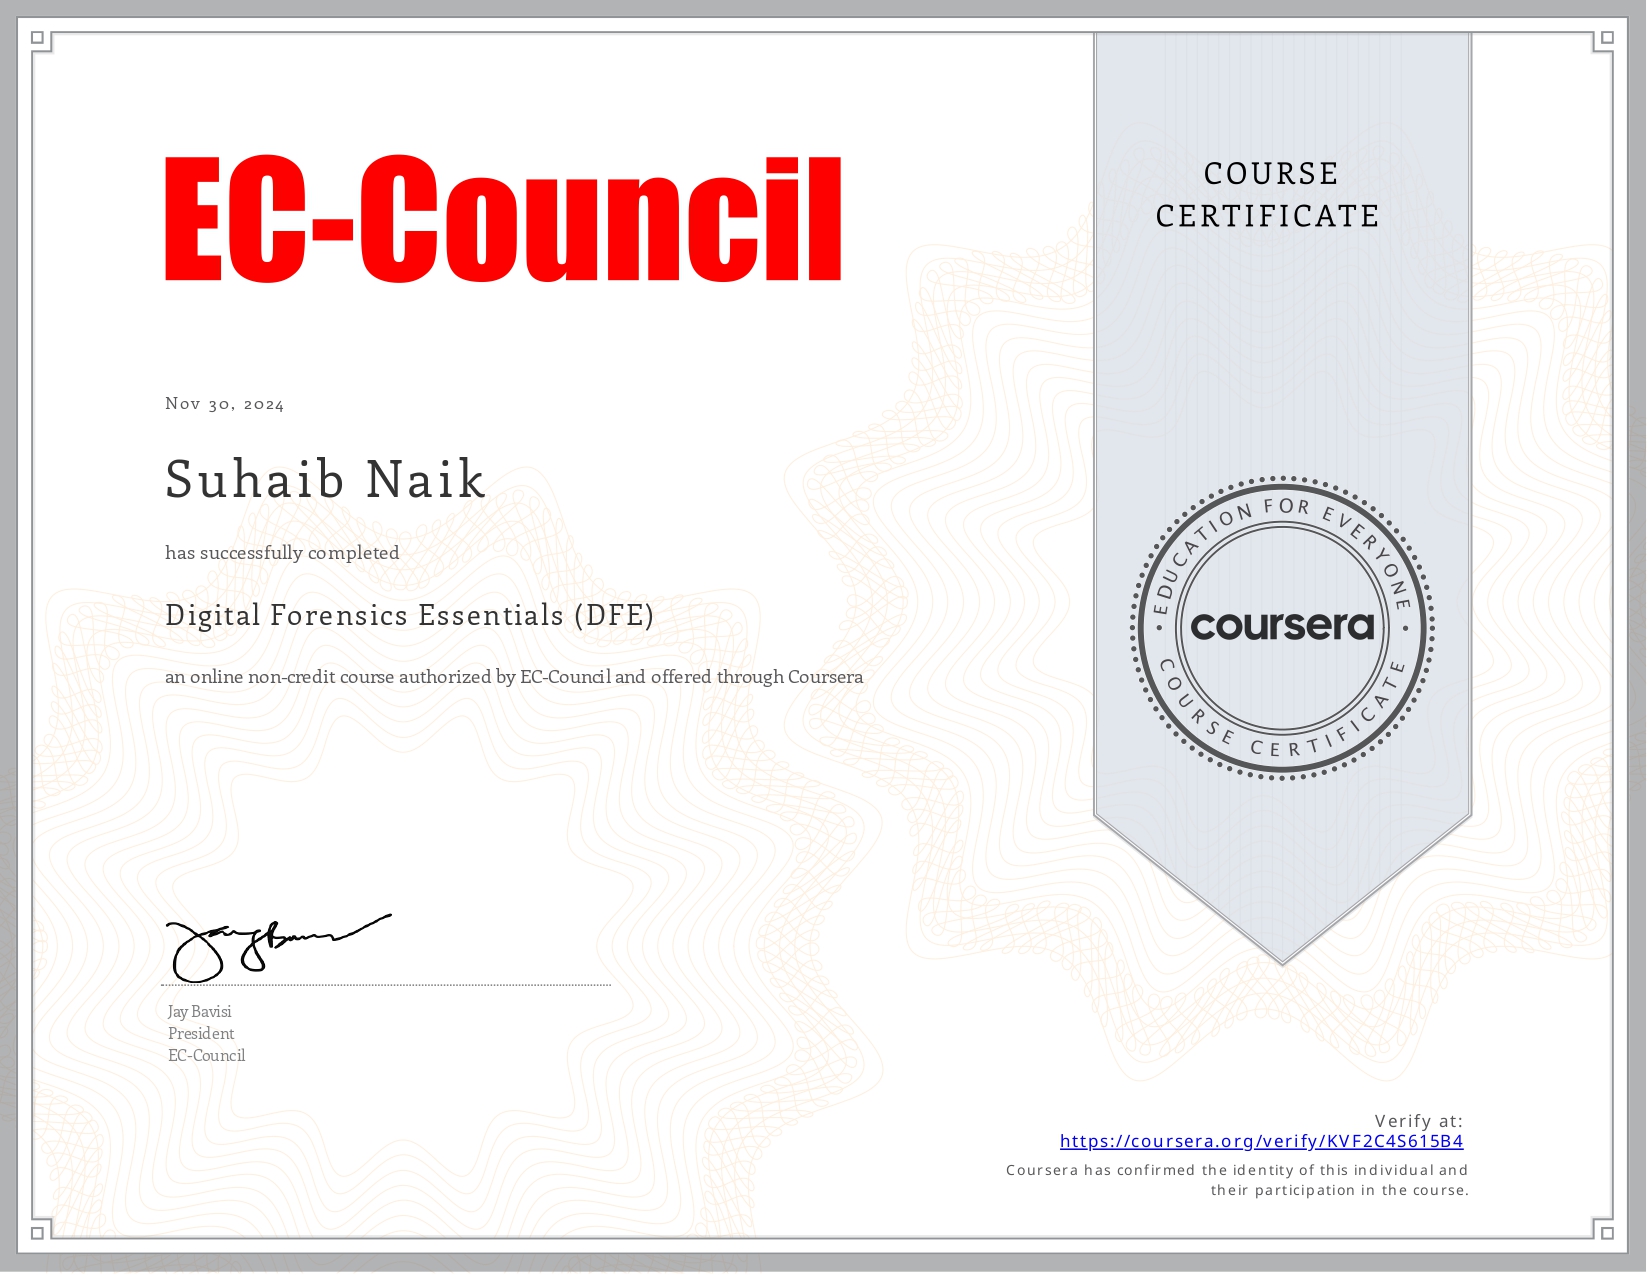 EC-Council
COURSE
CERTIFICATE
Nov 30, 2024
Suhaib Naik
has successfully completed
Digital Forensics Essentials (DFE)
an online non-credit course authorized by EC-Council and offered through Coursera
EDUCATION FOR EVERYONE
coursera
COURSE CERTIFICATE
Jay Bavisi
President
EC-Council
Verify at:
https://coursera.org/verify/KVF2C4S615B4
Coursera has confirmed the identity of this individual and
their participation in the course.